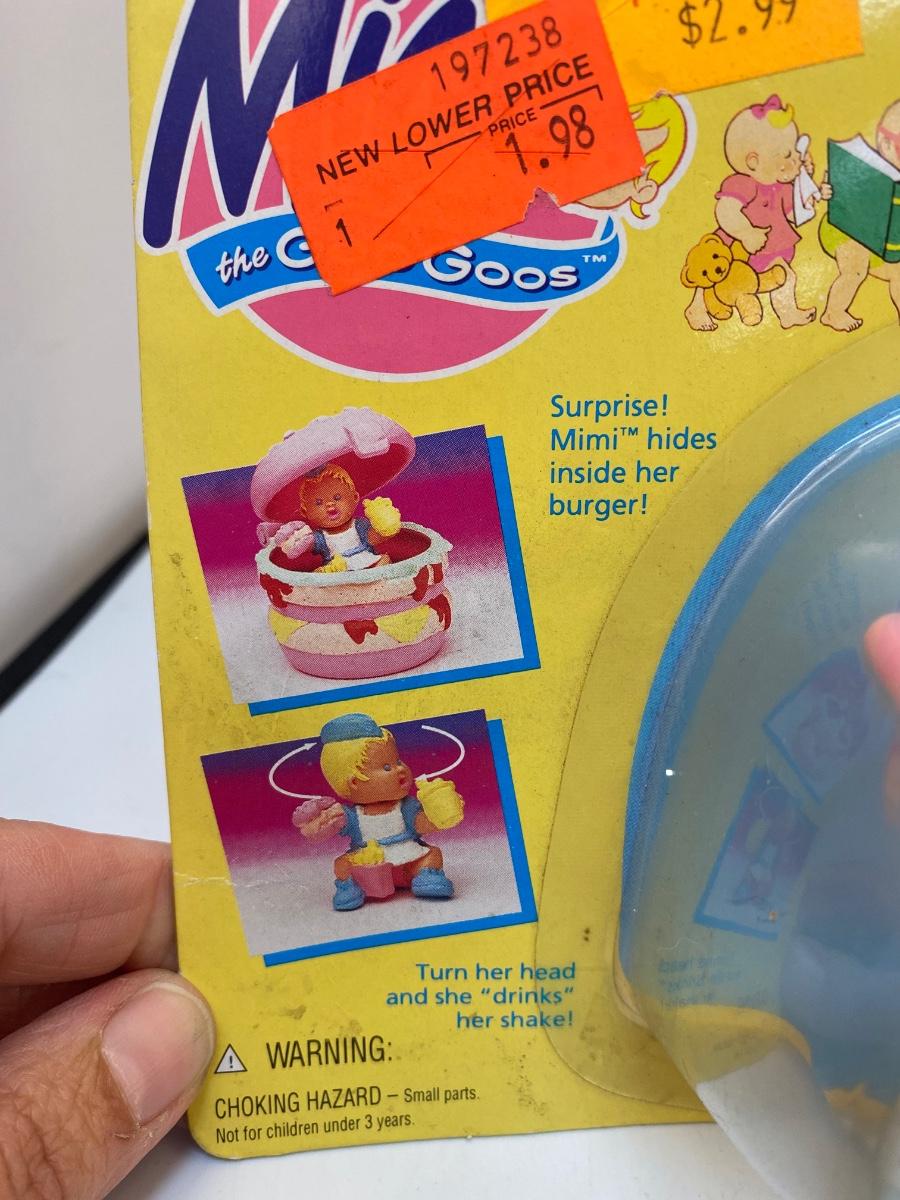 $2.99
197238
NEW LOWER PRICE
PRICE
1.98
1
the Goos™
Surprise!
Mimi™ hides
inside her
burger!
Turn her head
and she "drinks"
her shake!
WARNING:
CHOKING HAZARD – Small parts.
Not for children under 3 years.